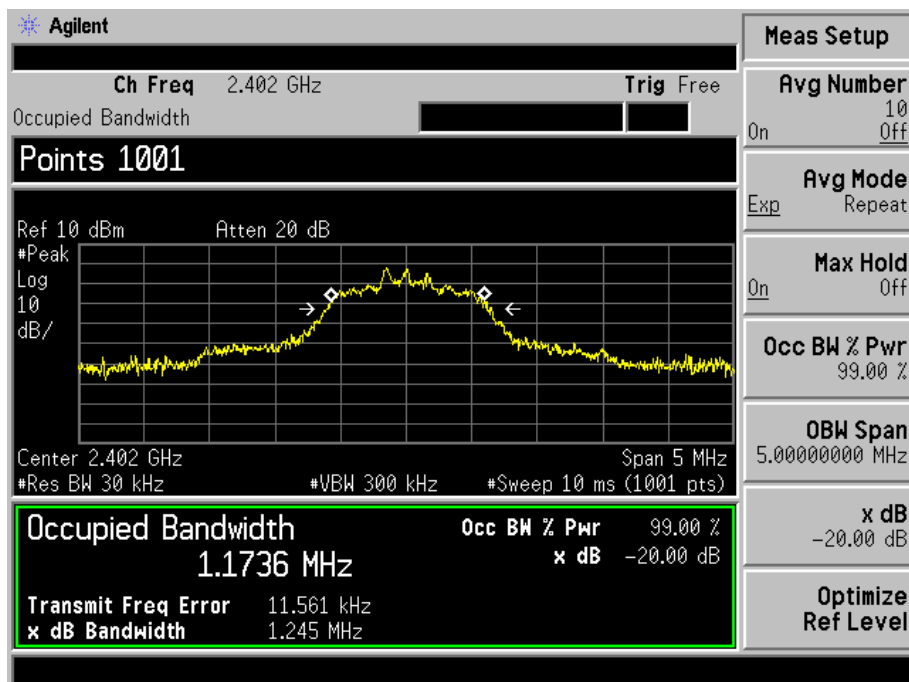 Agilent
Ch Freq 2.402 GHz Trig Free
Occupied Bandwidth
Points 1001
Ref 10 dBm Atten 20 dB
#Peak
Log
10
dB/
Center 2.402 GHz Span 5 MHz
#Res BW 30 kHz #VBW 300 kHz #Sweep 10 ms (1001 pts)
Occupied Bandwidth Occ BW % Pwr 99.00 %
1.1736 MHz x dB -20.00 dB
Transmit Freq Error 11.561 kHz
x dB Bandwidth 1.245 MHz
Meas Setup
Avg Number
10
On Off
Avg Mode
Exp Repeat
Max Hold
On Off
Occ BW % Pwr
99.00 %
OBW Span
5.00000000 MHz
x dB
-20.00 dB
Optimize
Ref Level